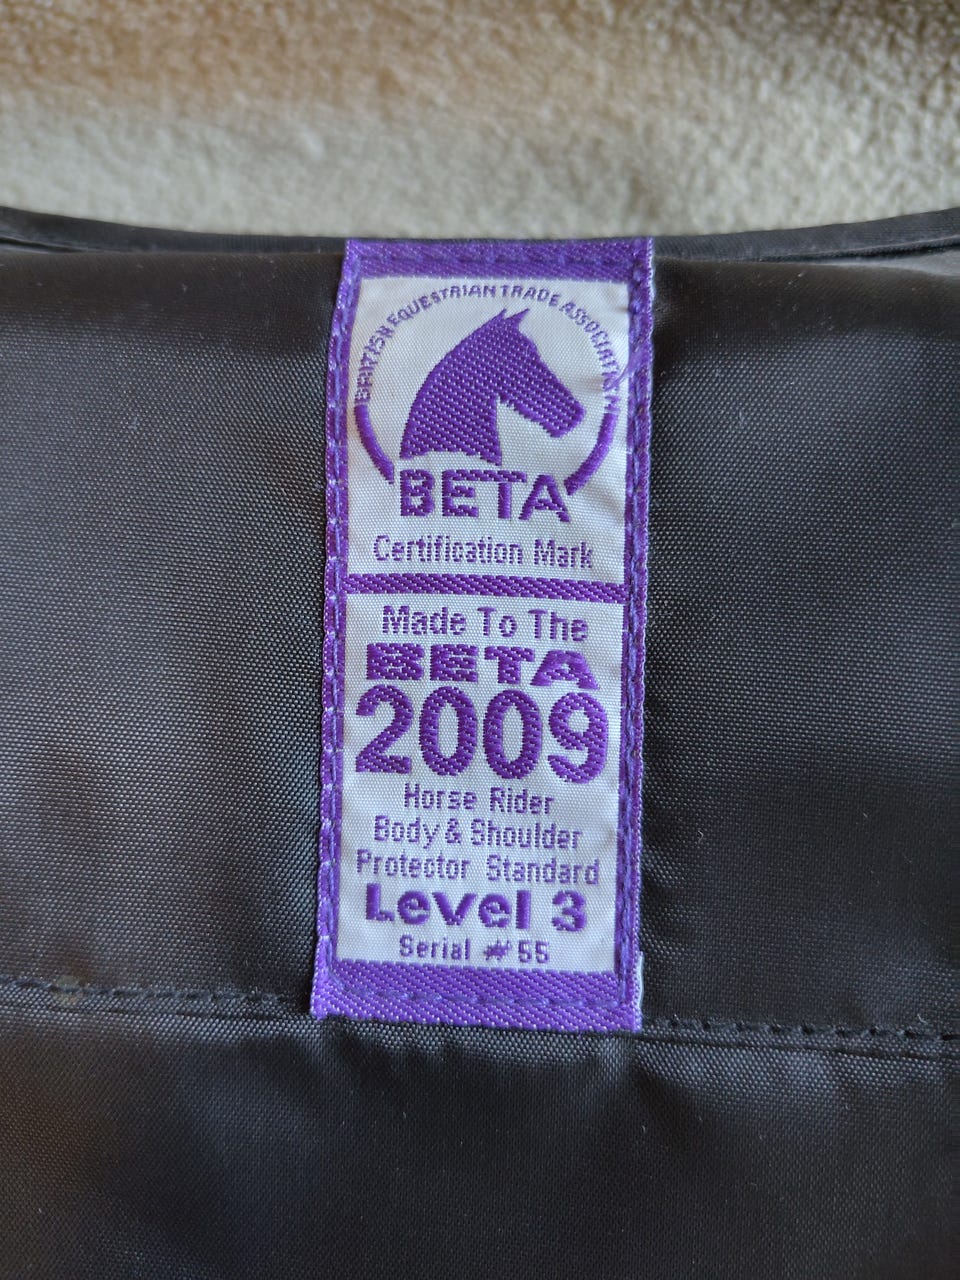 BRITISH EQUESTRIAN TRADE ASSOCIATION
BETA
Certification Mark
Made To The
BETA
2009
Horse Rider
Body & Shoulder
Protector Standard
Level 3
Serial #55